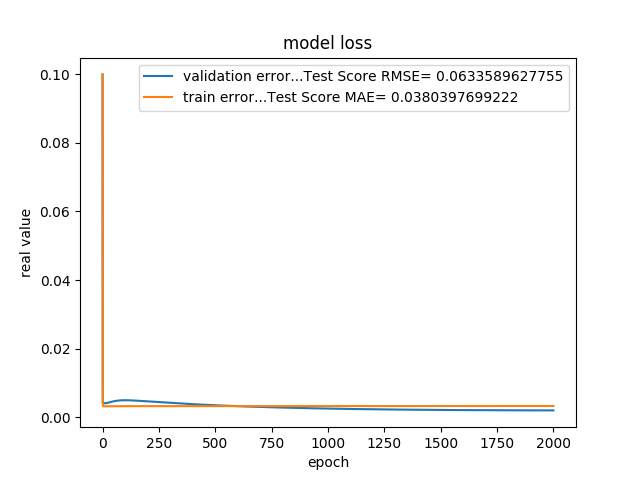 model loss
validation error...Test Score RMSE= 0.0633589627755
train error...Test Score MAE= 0.0380397699222
real value
0.10
0.08
0.06
0.04
0.02
0.00
0 250 500 750 1000 1250 1500 1750 2000
epoch